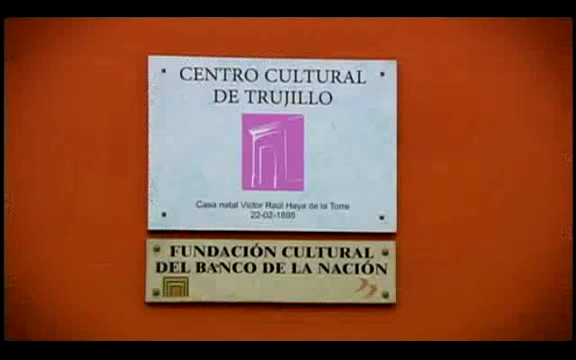 CENTRO CULTURAL
DE TRUJILLO
Casa natal Víctor Raúl Haya de la Torre
22-02-1895
FUNDACIÓN CULTURAL
DEL BANCO DE LA NACIÓN